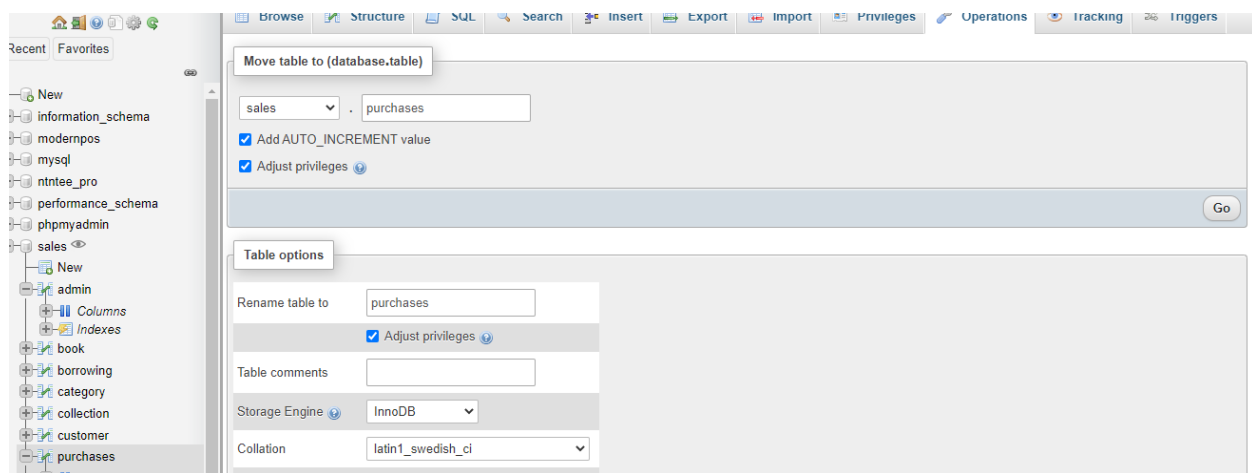 Browse Structure SQL Search Insert Export Import Privileges Operations Tracking Triggers
Recent Favorites
New
information_schema
modernpos
mysql
ntntee_pro
performance_schema
phpmyadmin
sales
New
admin
Columns
Indexes
book
borrowing
category
collection
customer
purchases
Move table to (database.table)
sales . purchases
Add AUTO_INCREMENT value
Adjust privileges
Go
Table options
Rename table to purchases
Adjust privileges
Table comments
Storage Engine InnoDB
Collation latin1_swedish_ci